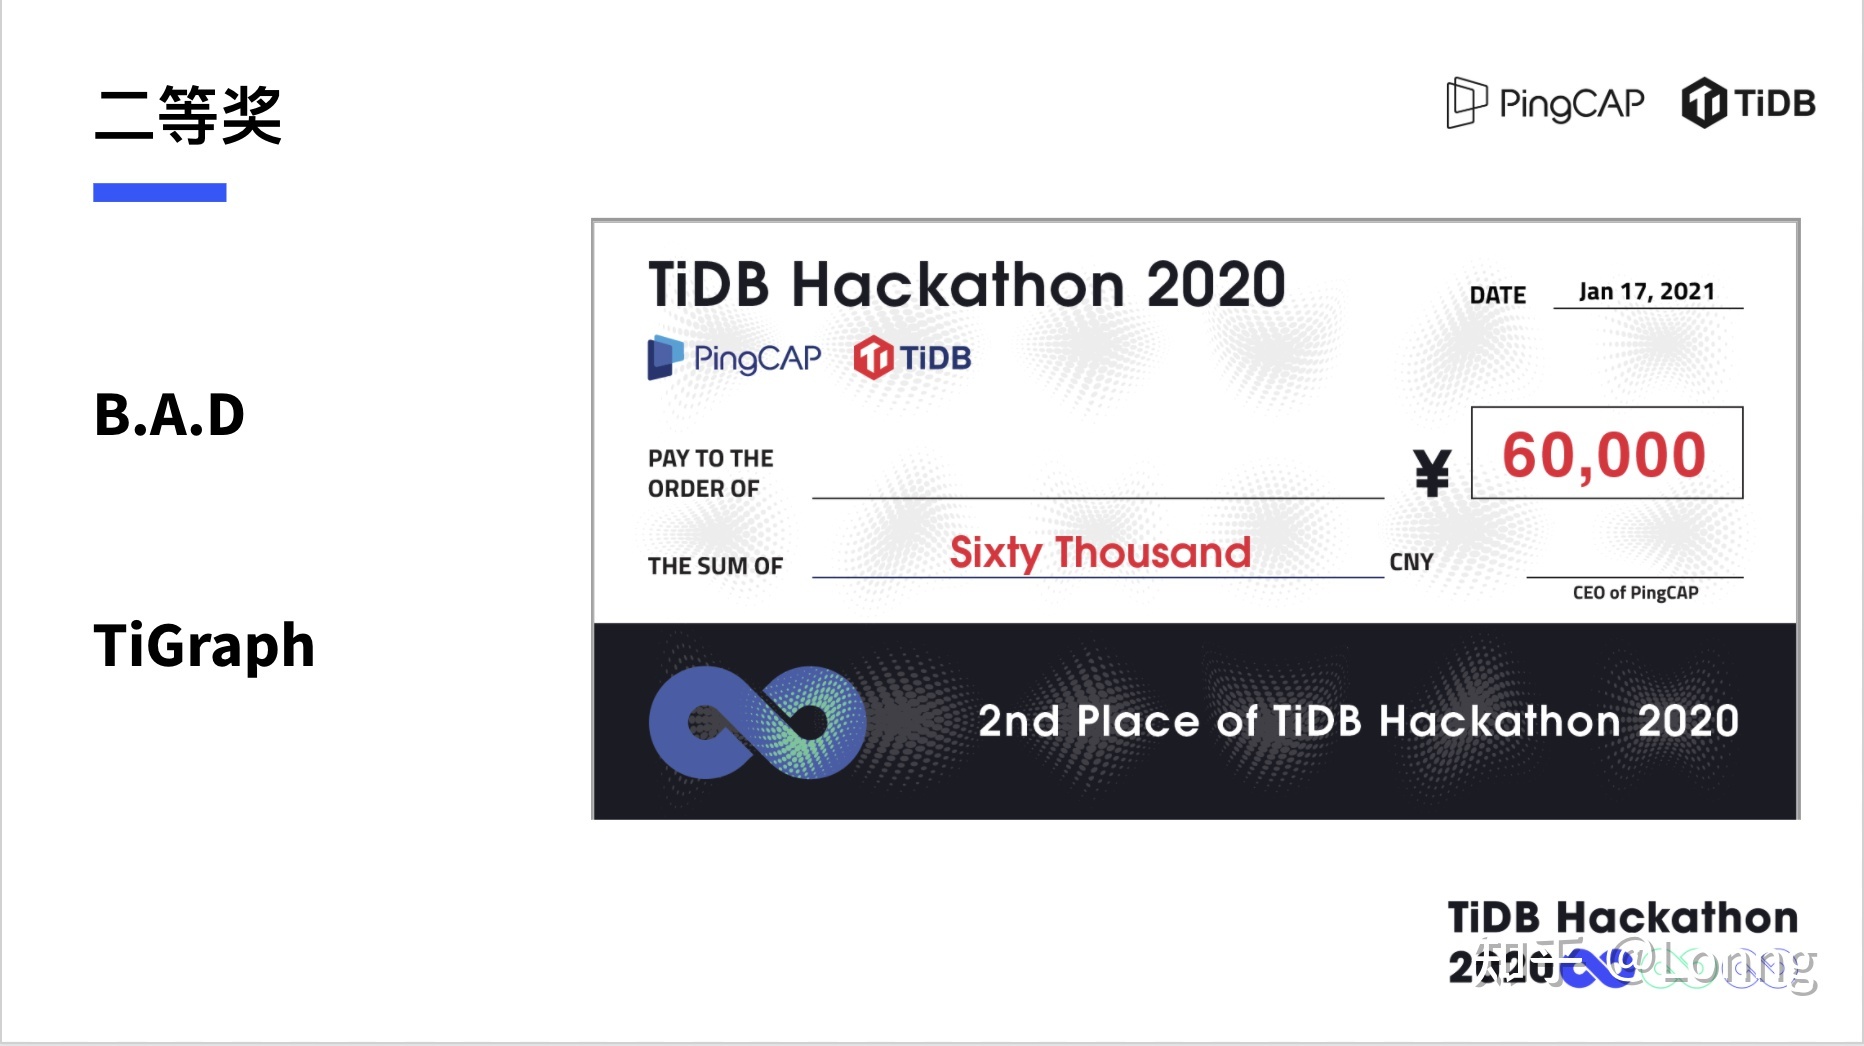 二等奖
PingCAP TiDB
B.A.D
TiGraph
TiDB Hackathon 2020
DATE Jan 17, 2021
PingCAP TiDB
PAY TO THE
ORDER OF
¥ 60,000
THE SUM OF Sixty Thousand CNY
CEO of PingCAP
2nd Place of TiDB Hackathon 2020
TiDB Hackathon
2020
知乎 @Lonng